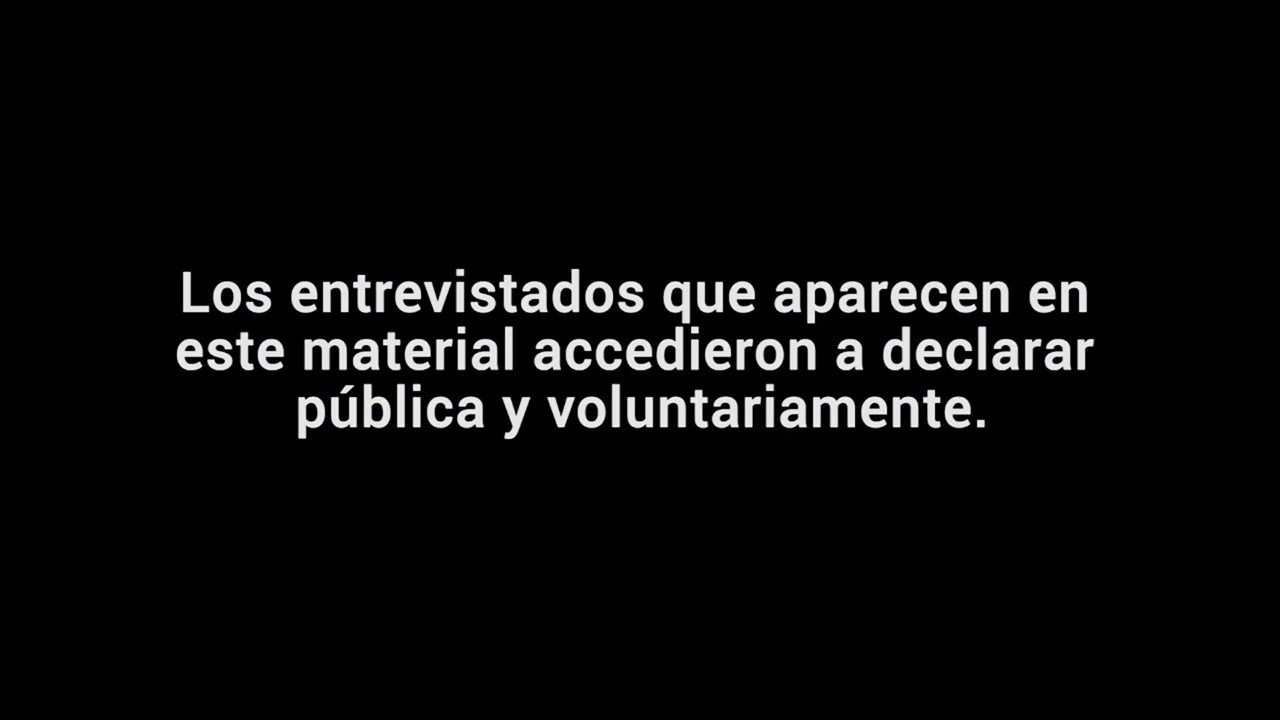 Los entrevistados que aparecen en
este material accedieron a declarar
pública y voluntariamente.